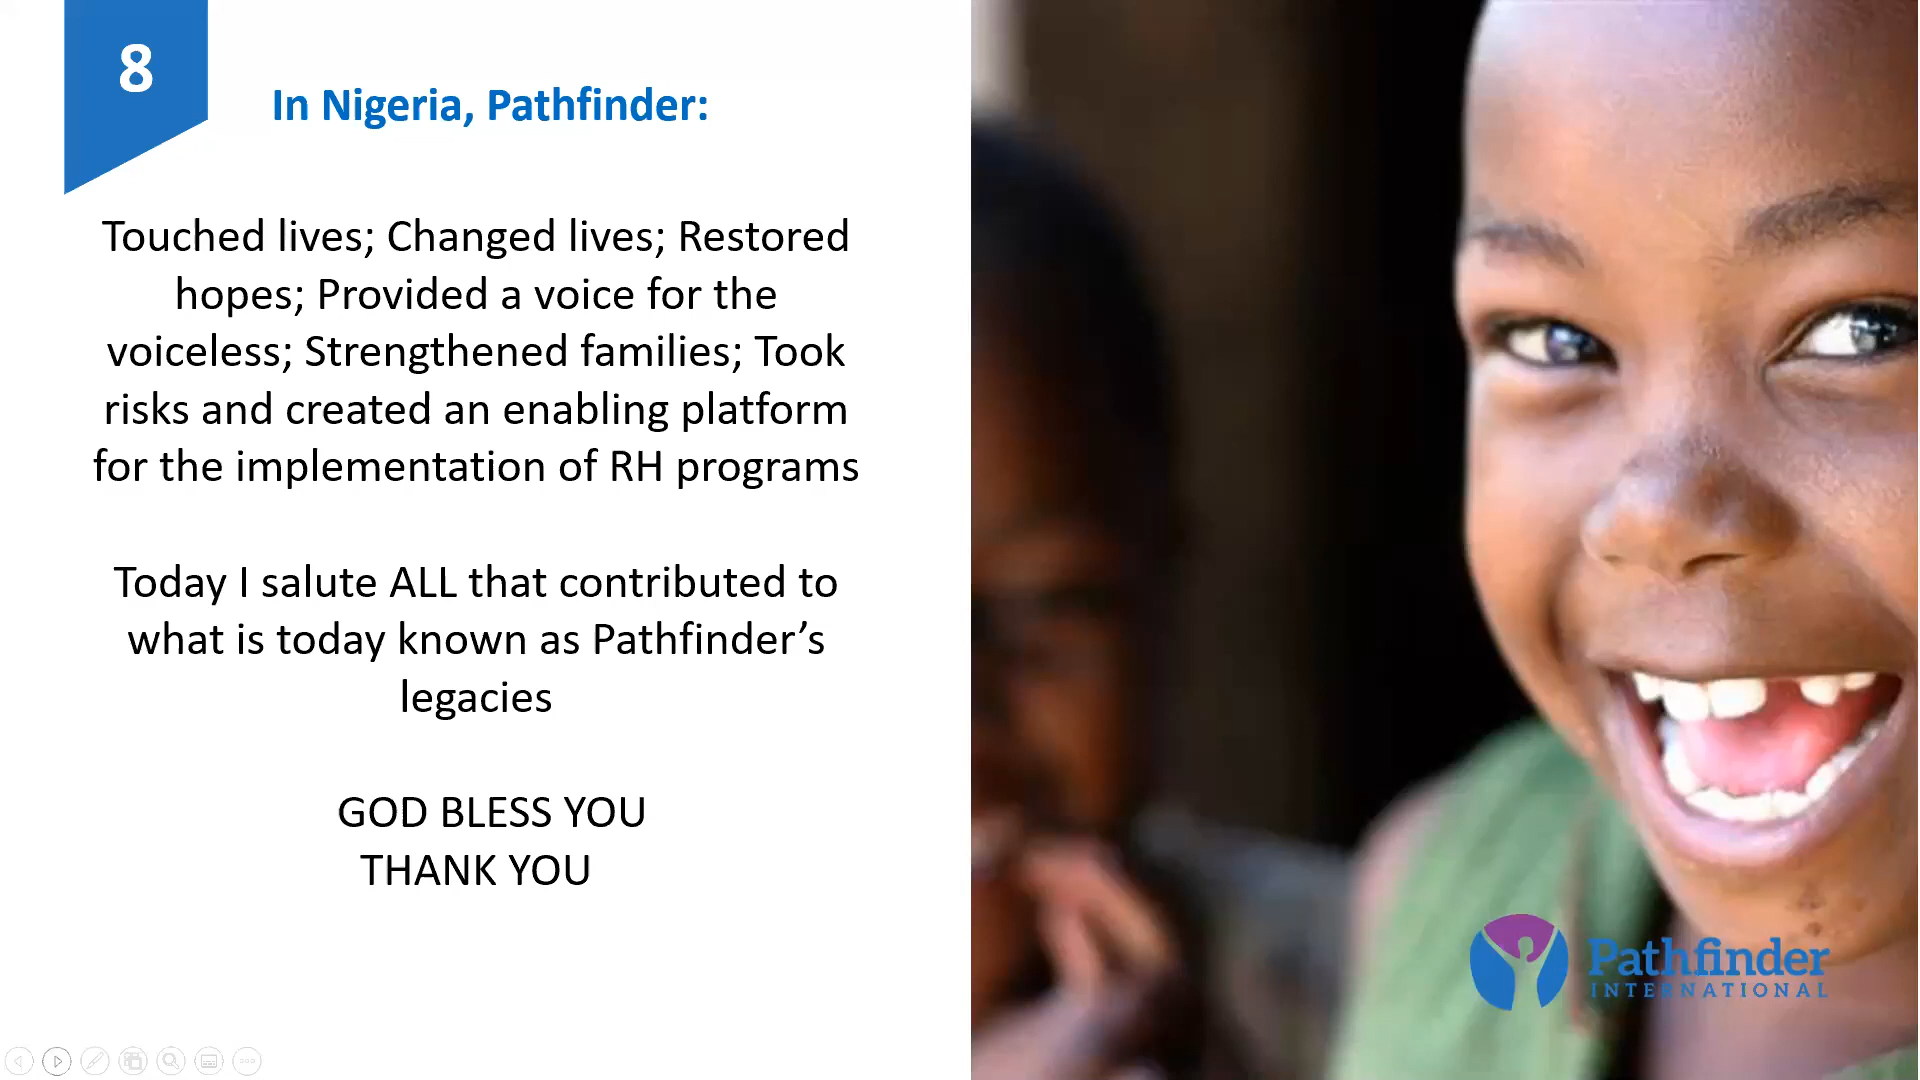 8
In Nigeria, Pathfinder:
Touched lives; Changed lives; Restored
hopes; Provided a voice for the
voiceless; Strengthened families; Took
risks and created an enabling platform
for the implementation of RH programs
Today I salute ALL that contributed to
what is today known as Pathfinder’s
legacies
GOD BLESS YOU
THANK YOU
Pathfinder
INTERNATIONAL